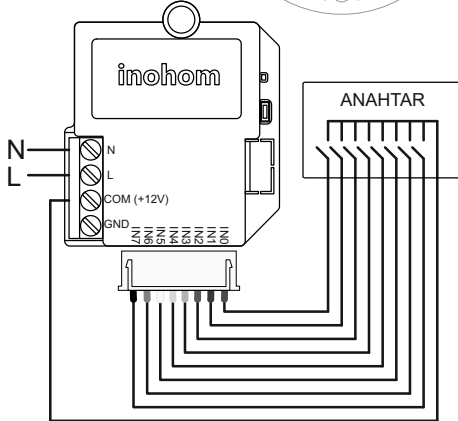 inohom
ANAHTAR
N
N
L
L
COM (+12V)
GND
IN7
IN6
IN5
IN4
IN3
IN2
IN1
IN0